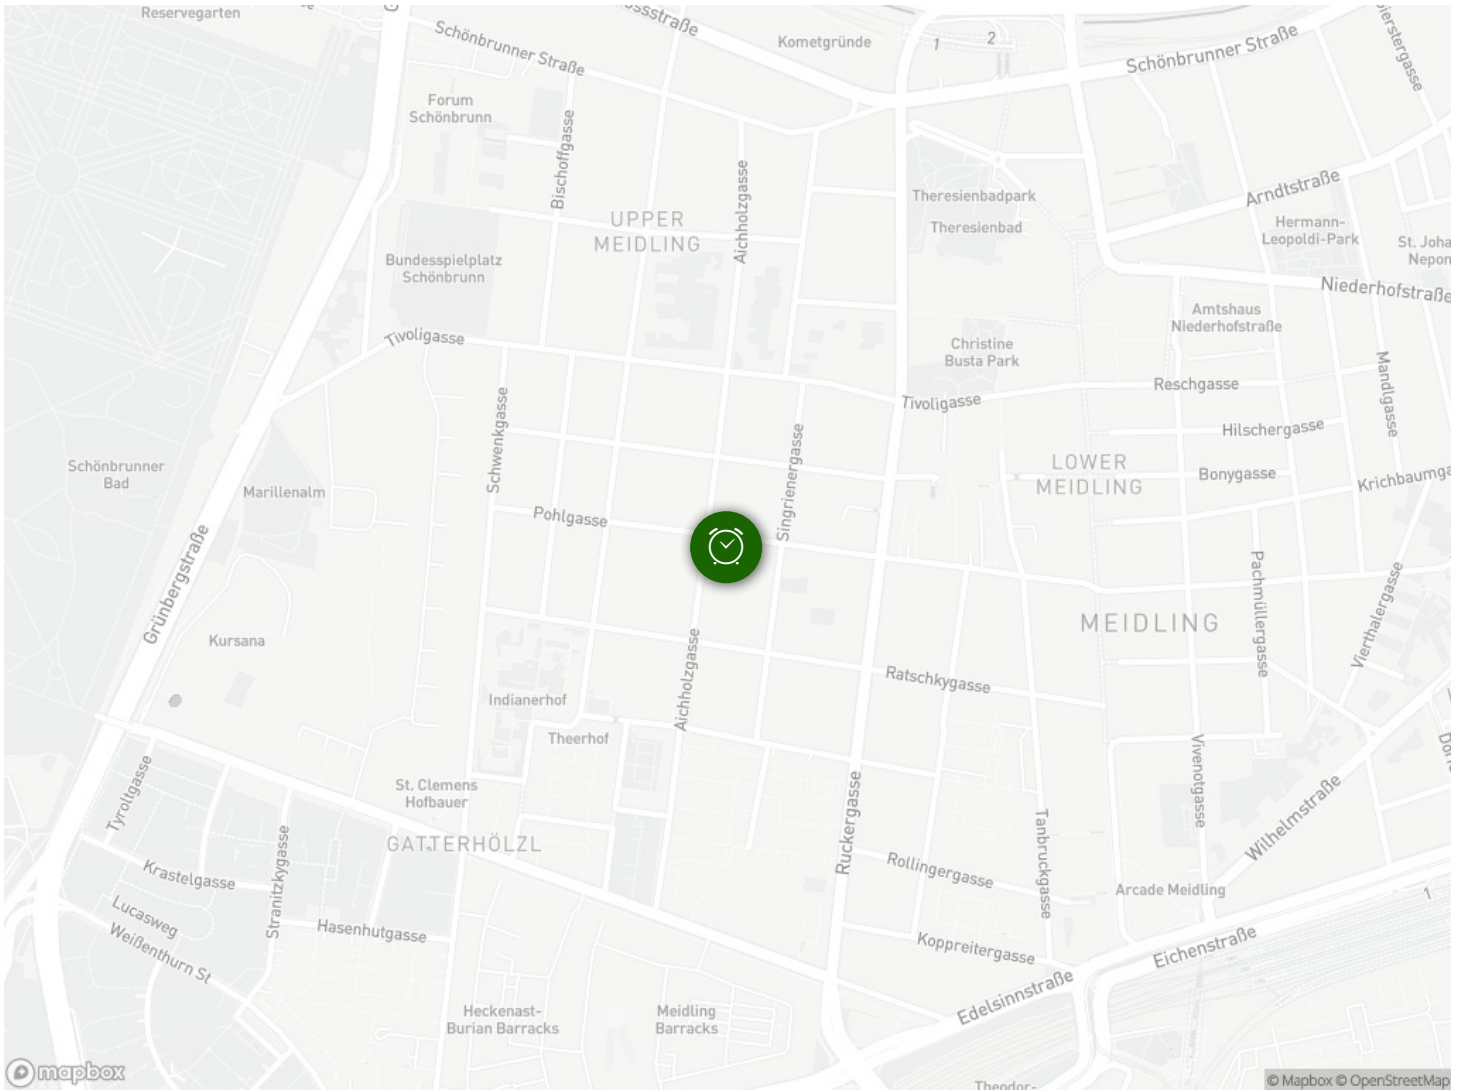 Reservegarten
Schönbrunner Straße
Kometgründe
1
2
Schönbrunner Straße
Forum
Schönbrunn
Bischoffgasse
Aichholzgasse
UPPER
MEIDLING
Theresienbadpark
Theresienbad
Arndtstraße
Hermann-
Leopoldi-Park
Bundesspielplatz
Schönbrunn
Niederhofstraße
Amtshaus
Niederhofstraße
Tivoligasse
Christine
Busta Park
Mandlgasse
Reschgasse
Tivoligasse
Schwenkgasse
Singrienergasse
Hilschergasse
Schönbrunner
Bad
Marillenalm
LOWER
MEIDLING
Bonygasse
Krichbaumga
Pohlgasse
Grünbergstraße
Pachmüllergasse
Vierthalergasse
MEIDLING
Kursana
Aichholzgasse
Ratschkygasse
Indianerhof
Theerhof
Vivenotgasse
St. Clemens
Hofbauer
Tyroltgasse
Ruckergasse
Tanbruckgasse
Wilhelmstraße
GATTERHÖLZL
Krastelgasse
Stranitzkygasse
Rollingergasse
Arcade Meidling
1
Lucasweg
Weißenthurn St
Hasenhutgasse
Koppreitergasse
Eichenstraße
Edelsinnstraße
Heckenast-
Burian Barracks
Meidling
Barracks
mapbox
© Mapbox © OpenStreetMap